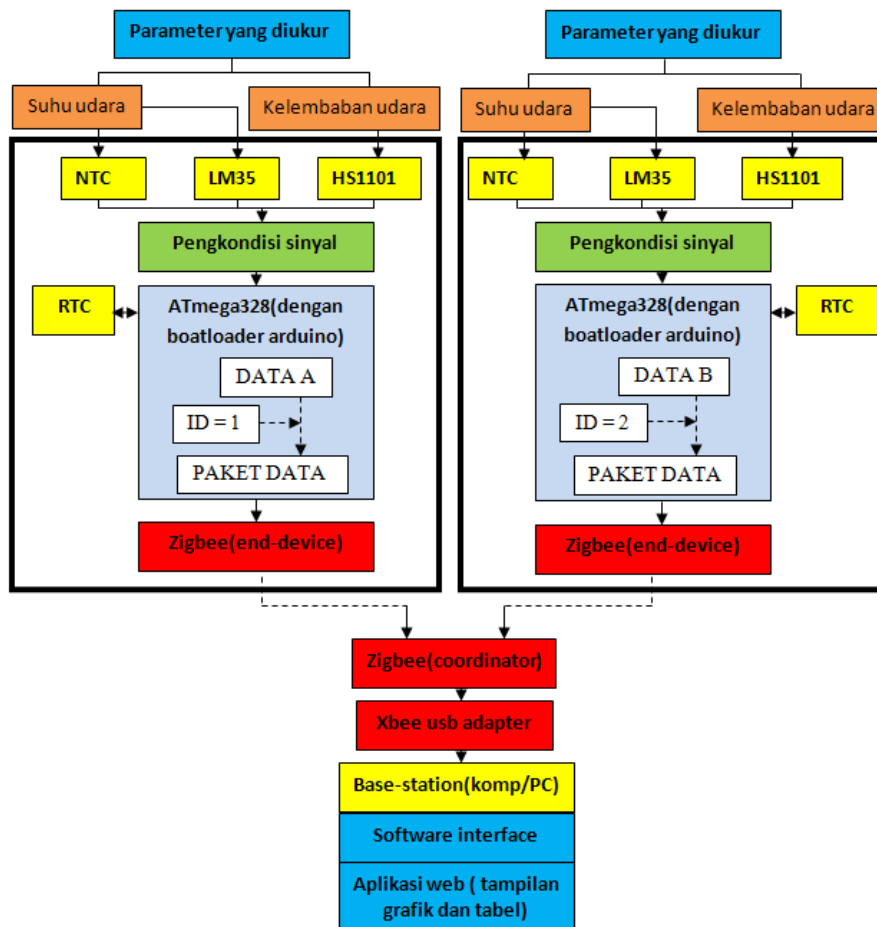 Parameter yang diukur
Suhu udara
Kelembaban udara
NTC
LM35
HS1101
Pengkondisi sinyal
RTC
ATmega328(dengan
boatloader arduino)
DATA A
ID = 1
PAKET DATA
Zigbee(end-device)
Parameter yang diukur
Suhu udara
Kelembaban udara
NTC
LM35
HS1101
Pengkondisi sinyal
ATmega328(dengan
boatloader arduino)
RTC
DATA B
ID = 2
PAKET DATA
Zigbee(end-device)
Zigbee(coordinator)
Xbee usb adapter
Base-station(komp/PC)
Software interface
Aplikasi web ( tampilan
grafik dan tabel)